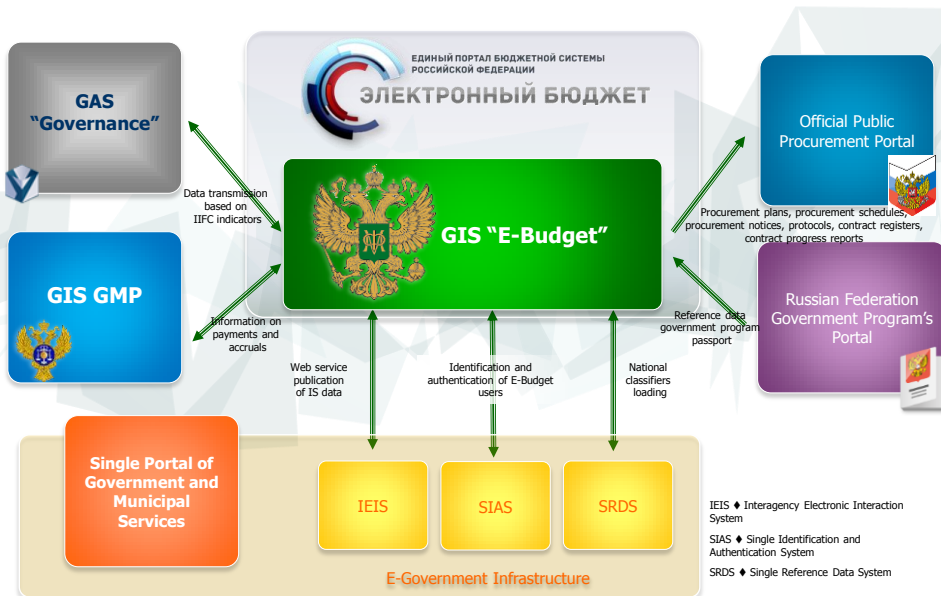 ЕДИНЫЙ ПОРТАЛ БЮДЖЕТНОЙ СИСТЕМЫ
РОССИЙСКОЙ ФЕДЕРАЦИИ
ЭЛЕКТРОННЫЙ БЮДЖЕТ
GAS
“Governance”
Official Public
Procurement Portal
Data transmission
based on
IIFC indicators
GIS “E-Budget”
Procurement plans, procurement schedules,
procurement notices, protocols, contract registers,
contract progress reports
GIS GMP
Information on
payments and
accruals
Reference data
government program
passport
Russian Federation
Government Program’s
Portal
Web service
publication
of IS data
Identification and
authentication of E-Budget
users
National
classifiers
loading
Single Portal of
Government and
Municipal
Services
IEIS
SIAS
SRDS
IEIS ♦ Interagency Electronic Interaction
System
SIAS ♦ Single Identification and
Authentication System
SRDS ♦ Single Reference Data System
E-Government Infrastructure